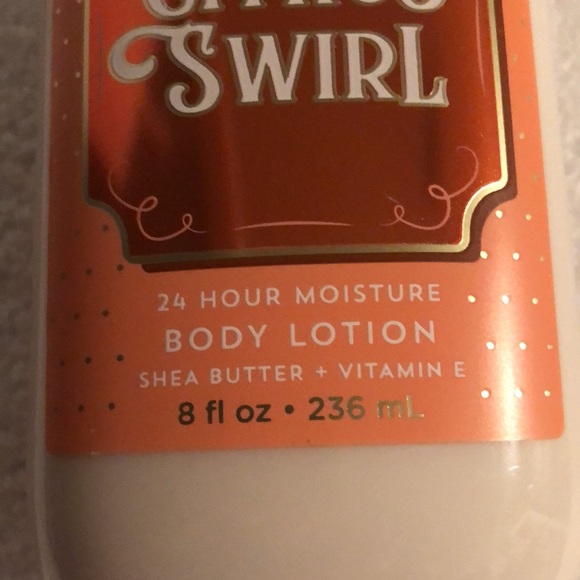 SWIRL
24 HOUR MOISTURE
BODY LOTION
SHEA BUTTER + VITAMIN E
8 fl oz • 236 mL